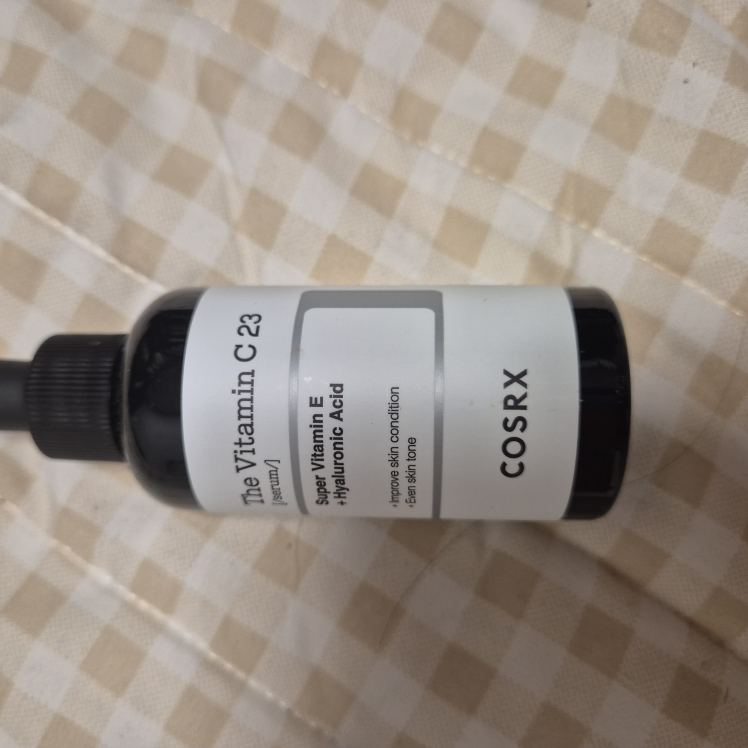 The Vitamin C 23
[/serum/]
Super Vitamin E
+Hyaluronic Acid
• Improve skin condition
• Even skin tone
COSRX